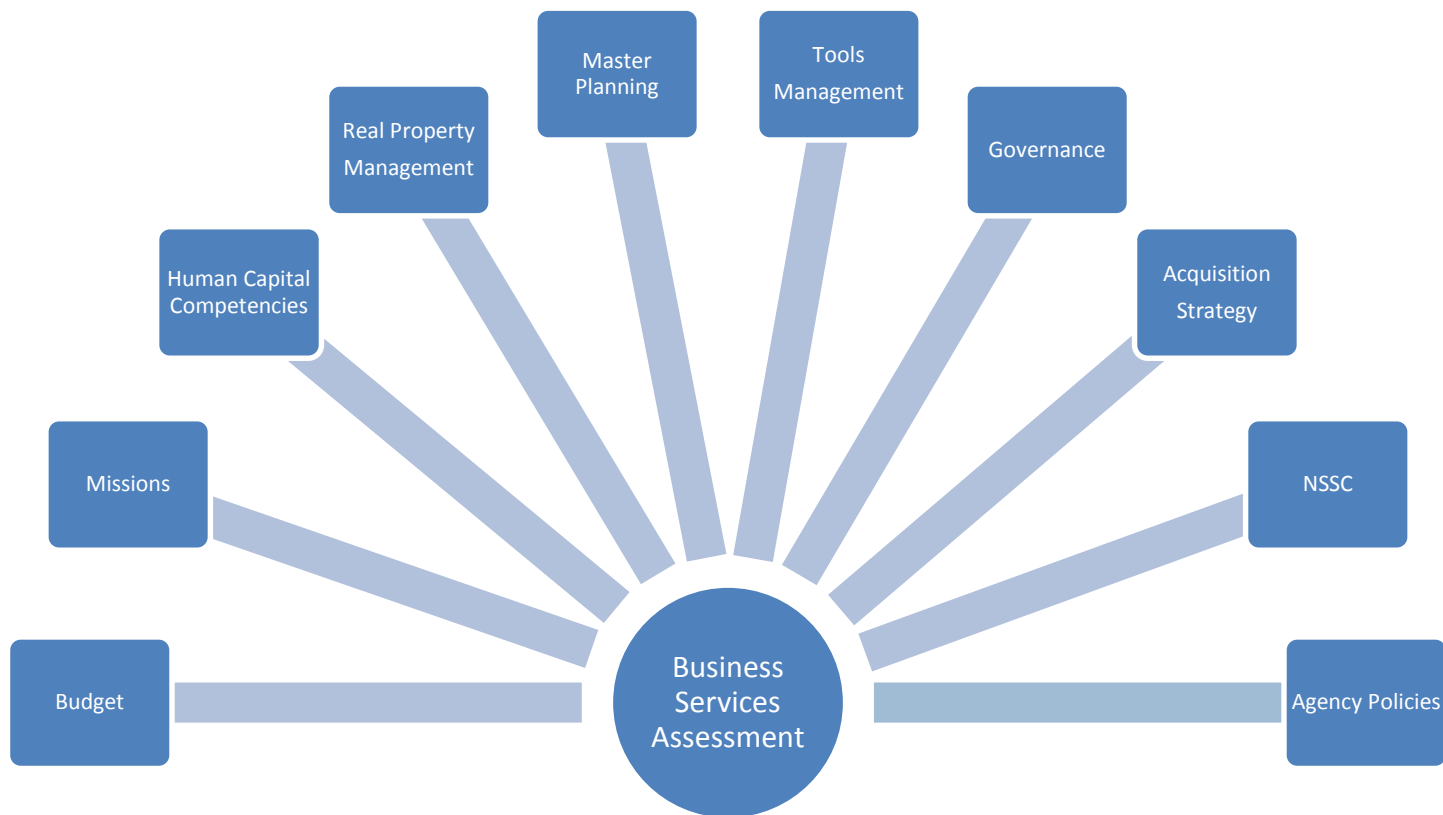 Master
Planning
Tools
Management
Real Property
Management
Governance
Human Capital
Competencies
Acquisition
Strategy
Missions
NSSC
Budget
Business
Services
Assessment
Agency Policies